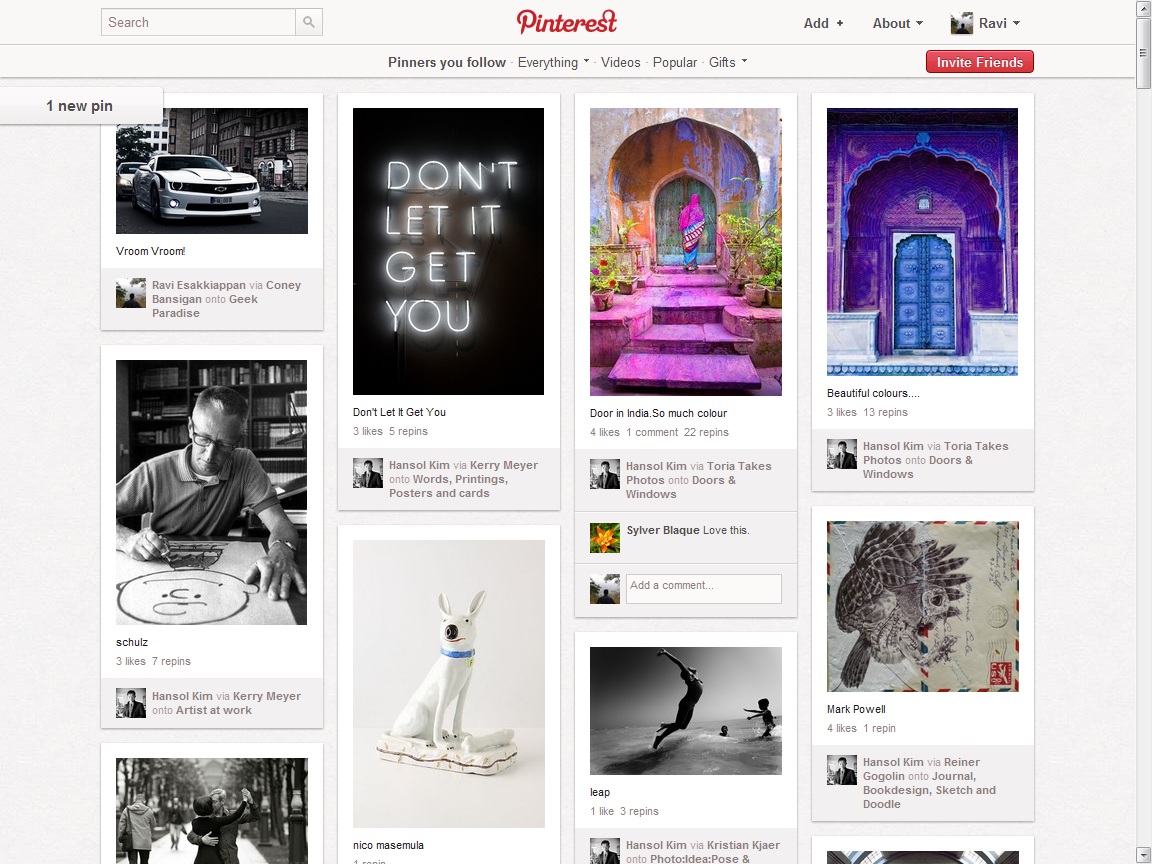 Search
Pinterest
Add +
About
Ravi
Pinners you follow · Everything · Videos · Popular · Gifts
Invite Friends
1 new pin
Vroom Vroom!
Ravi Esakkiappan via Coney
Bansigan onto Geek
Paradise
schulz
3 likes 7 repins
Hansol Kim via Kerry Meyer
onto Artist at work
DON'T
LET IT
GET
YOU
Don't Let It Get You
3 likes 5 repins
Hansol Kim via Kerry Meyer
onto Words, Printings,
Posters and cards
nico masemula
1 repin
Door in India.So much colour
4 likes 1 comment 22 repins
Hansol Kim via Toria Takes
Photos onto Doors &
Windows
Sylver Blaque Love this.
Add a comment...
leap
1 like 3 repins
Hansol Kim via Kristian Kjaer
onto Photo:Idea:Pose &
Beautiful colours....
3 likes 13 repins
Hansol Kim via Toria Takes
Photos onto Doors &
Windows
Mark Powell
4 likes 1 repin
Hansol Kim via Reiner
Gogolin onto Journal,
Bookdesign, Sketch and
Doodle